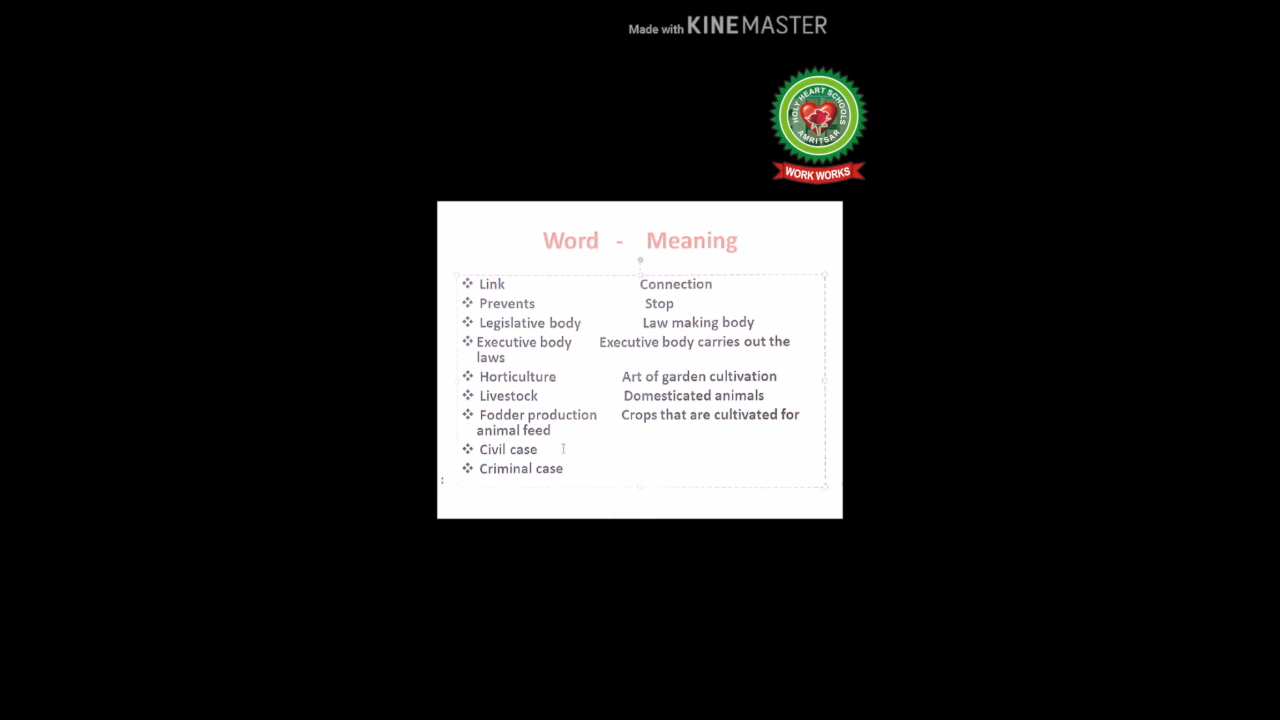 Made with KINEMASTER
HOLY HEART SCHOOLS
AMRITSAR
WORK WORKS
Word - Meaning
Link Connection
Prevents Stop
Legislative body Law making body
Executive body Executive body carries out the
laws
Horticulture Art of garden cultivation
Livestock Domesticated animals
Fodder production Crops that are cultivated for
animal feed
Civil case
Criminal case